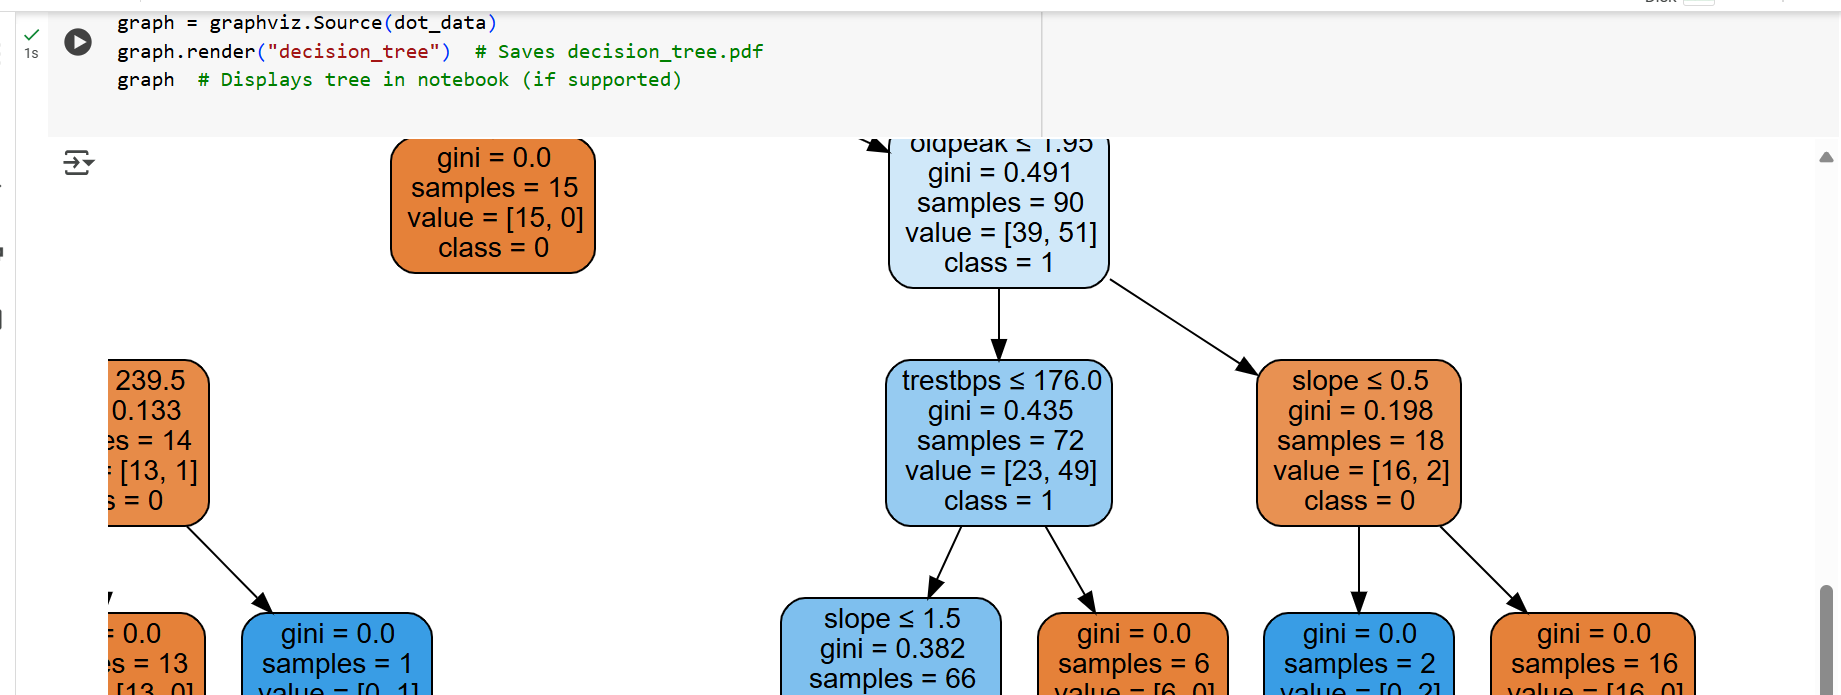 graph = graphviz.Source(dot_data)
1s
graph.render("decision_tree")  # Saves decision_tree.pdf
graph  # Displays tree in notebook (if supported)
gini = 0.0
samples = 15
value = [15, 0]
class = 0
oldpeak ≤ 1.95
gini = 0.491
samples = 90
value = [39, 51]
class = 1
239.5
0.133
es = 14
= [13, 1]
s = 0
trestbps ≤ 176.0
gini = 0.435
samples = 72
value = [23, 49]
class = 1
slope ≤ 0.5
gini = 0.198
samples = 18
value = [16, 2]
class = 0
= 0.0
es = 13
[13, 0]
gini = 0.0
samples = 1
value = [0, 1]
slope ≤ 1.5
gini = 0.382
samples = 66
gini = 0.0
samples = 6
value = [6, 0]
gini = 0.0
samples = 2
value = [0, 2]
gini = 0.0
samples = 16
value = [16, 0]